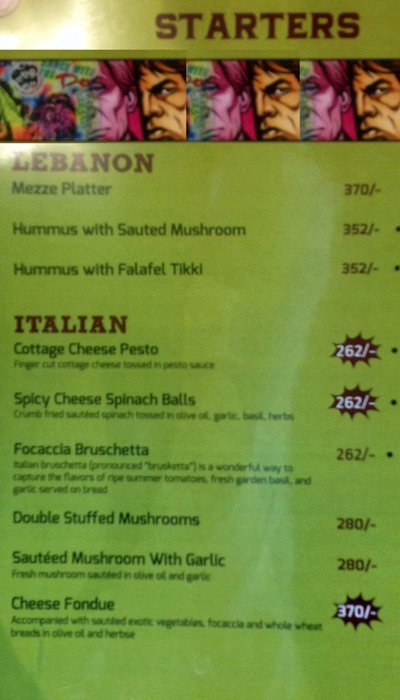 STARTERS
LEBANON
Mezze Platter 370/-
Hummus with Sauted Mushroom 352/-
Hummus with Falafel Tikki 352/-
ITALIAN
Cottage Cheese Pesto 262/-
Finger cut cottage cheese tossed in pesto sauce
Spicy Cheese Spinach Balls 262/-
Crumb fried sautéed spinach tossed in olive oil, garlic, basil, herbs
Focaccia Bruschetta 262/-
Italian bruschetta (pronounced "brusketta") is a wonderful way to
capture the flavors of ripe summer tomatoes, fresh garden basil, and
garlic served on bread
Double Stuffed Mushrooms 280/-
Sautéed Mushroom With Garlic 280/-
Fresh mushroom sautéed in olive oil and garlic
Cheese Fondue 370/-
Accompanied with sautéed exotic vegetables, focaccia and whole wheat
breads in olive oil and herbse